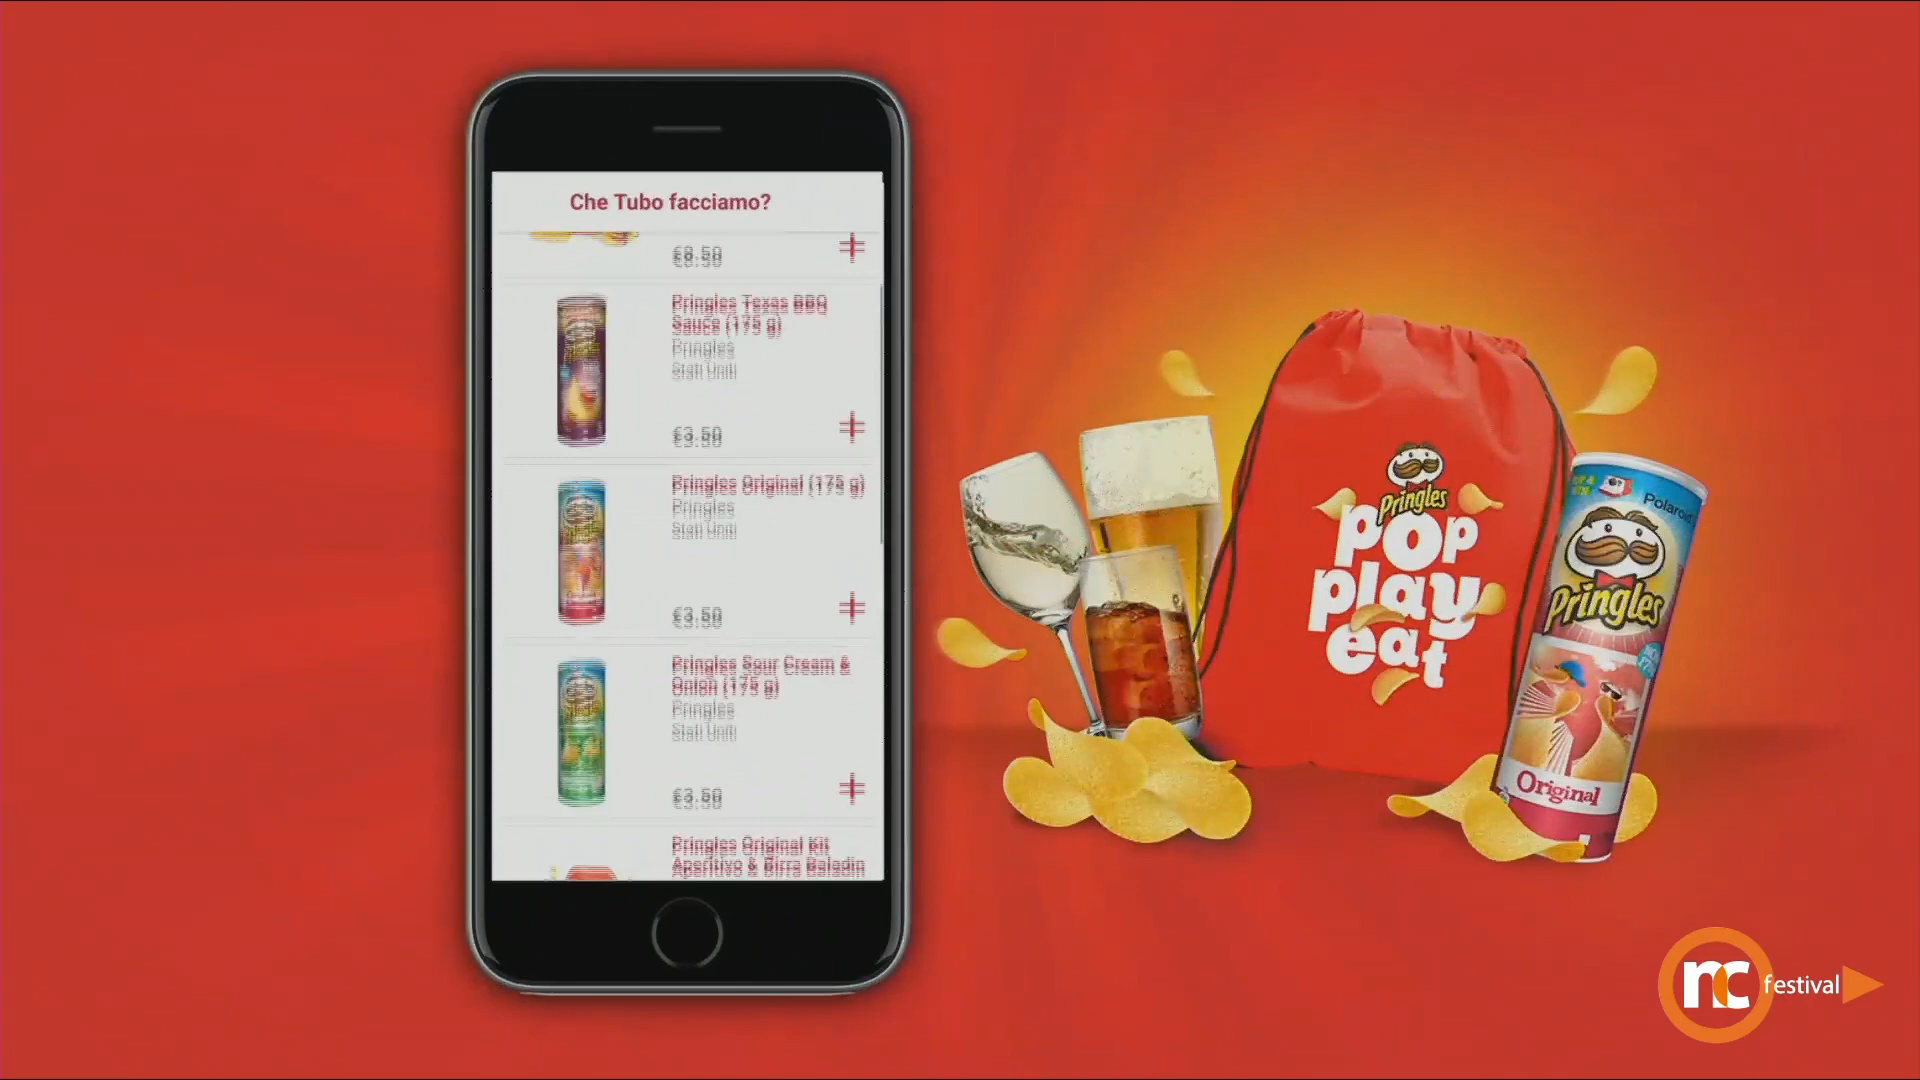 Che Tubo facciamo?
€8.50
Pringles Texas BBQ
Sauce (175 g)
Pringles
Stati Uniti
€3.50
Pringles Original (175 g)
Pringles
Stati Uniti
€3.50
Pringles Sour Cream &
Onion (175 g)
Pringles
Stati Uniti
€3.50
Pringles Original Kit
Aperitivo & Birra Baladin
Pringles
pop
play
eat
Polaroid
Pringles
Original
nc festival